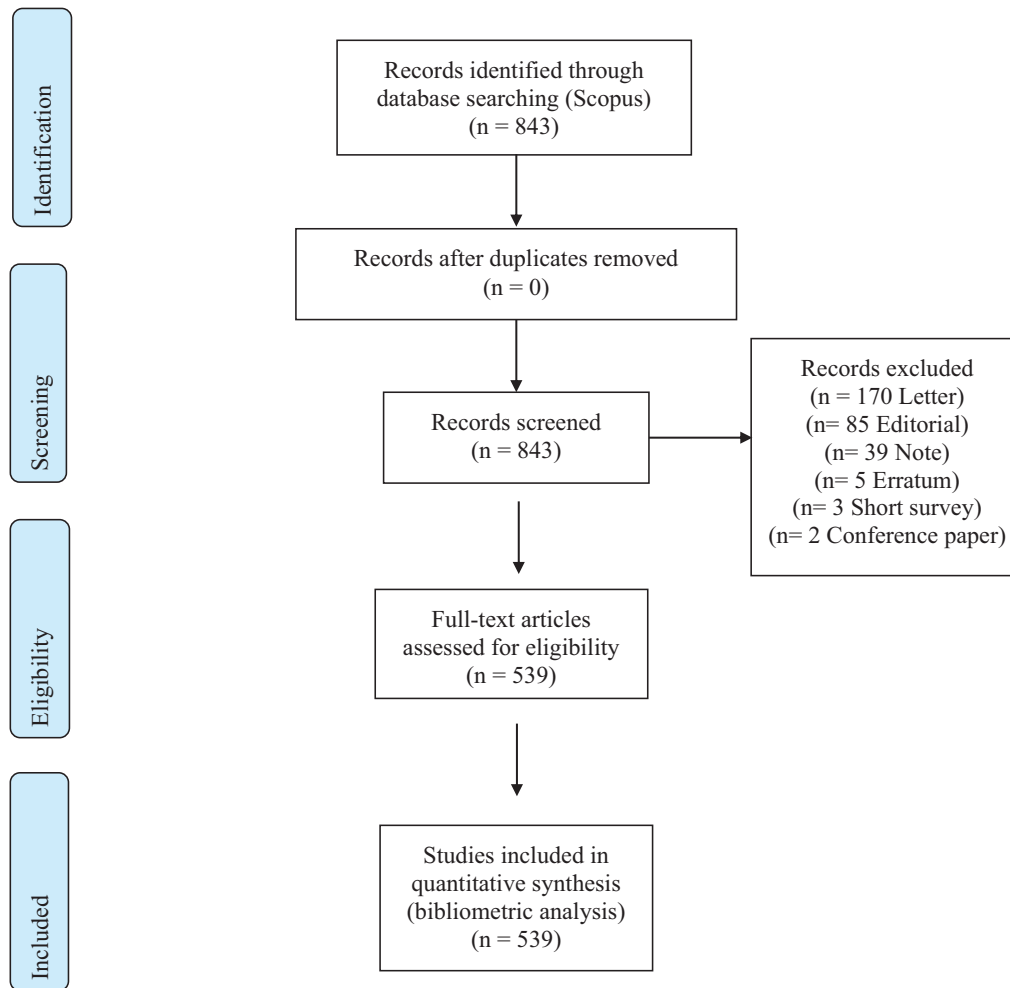 Identification
Records identified through
database searching (Scopus)
(n = 843)
Records after duplicates removed
(n = 0)
Screening
Records screened
n = 843)
Records excluded
(n = 170 Letter)
(n= 85 Editorial)
(n= 39 Note)
(n= 5 Erratum)
(n= 3 Short survey)
(n= 2 Conference paper)
Eligibility
Full-text articles
assessed for eligibility
(n = 539)
Included
Studies included in
quantitative synthesis
(bibliometric analysis)
(n = 539)